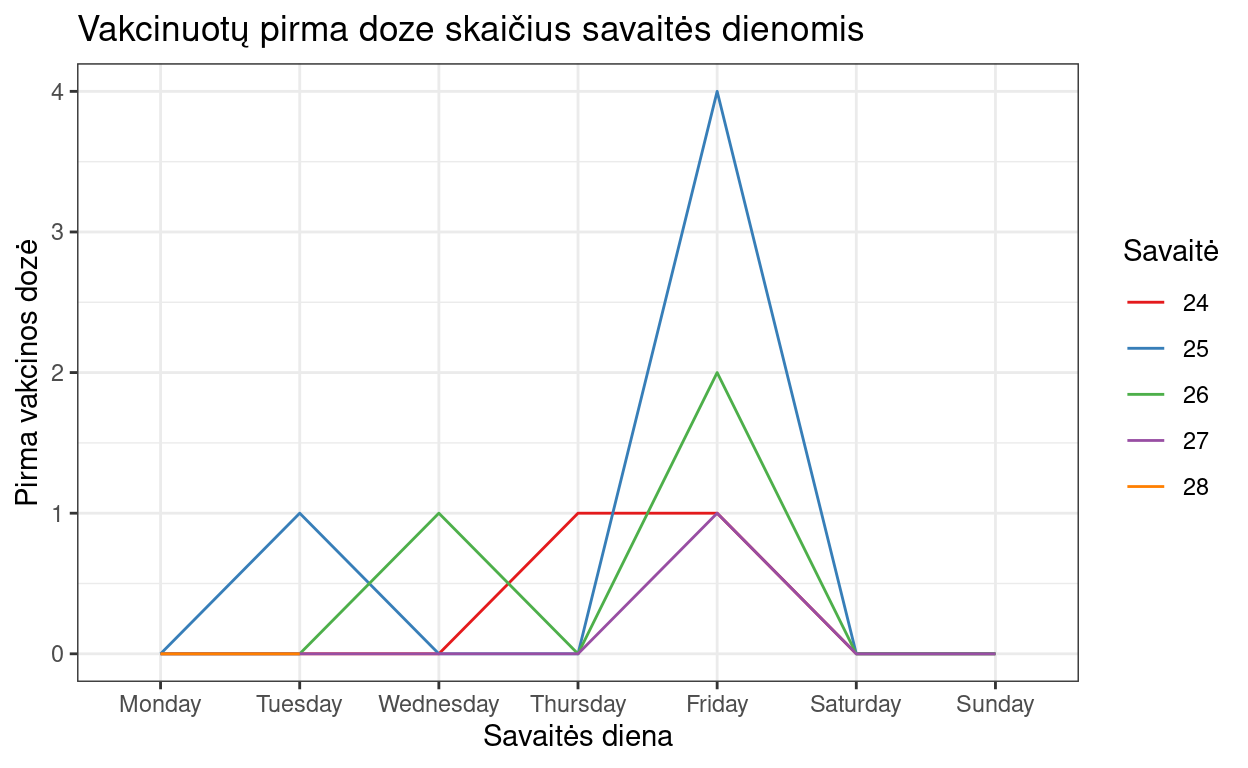 Vakcinuotų pirma doze skaičius savaitės dienomis
Pirma vakcinos dozė
4
3
2
1
0
Monday Tuesday Wednesday Thursday Friday Saturday Sunday
Savaitės diena
Savaitė
24
25
26
27
28